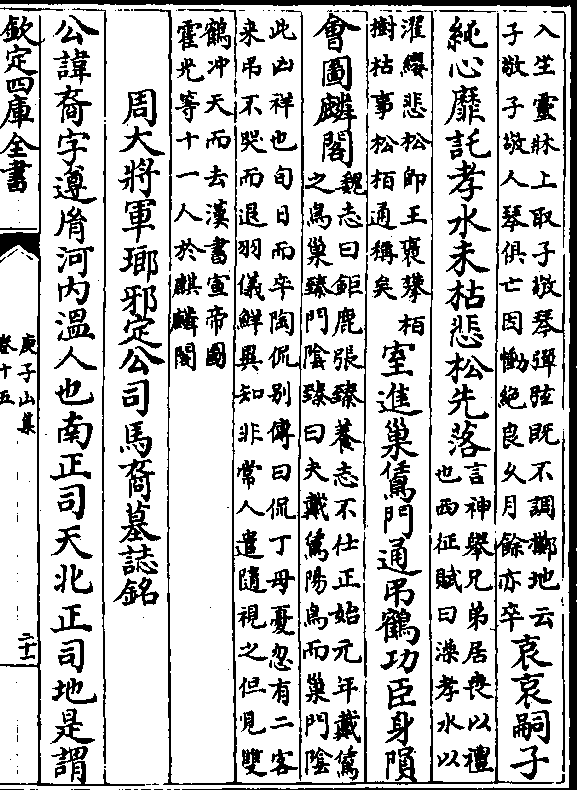 入生靈牀上取子敬琴彈弦既不調擲地云
子敬子敬人琴俱亡因慟絕良久月餘亦卒
哀哀嗣子
純心靡託孝水未枯悲松先落
言神舉兄弟居喪以禮
也西征賦曰澡孝水以
濯纓悲松即王裒攀栢
樹枯事松栢通稱矣
室進巢鵀門通弔鶴功臣身隕
會圖麟閣
魏志曰鉅鹿張臻養志不仕正始元年戴鵀
之鳥巢臻門陰臻曰夫戴鵀陽鳥而巢門陰
此凶祥也旬日而卒陶侃别傳曰侃丁母憂忽有二客
来弔不哭而退羽儀鮮異知非常人遣隨視之但見雙
鶴冲天而去漢書宣帝圖
霍光等十一人於麒麟閣
周大將軍瑯邪定公司馬裔墓誌銘
公諱裔字遵胤河内溫人也南正司天北正司地是謂
欽定四庫全書
庾子山集
卷十五
二十一